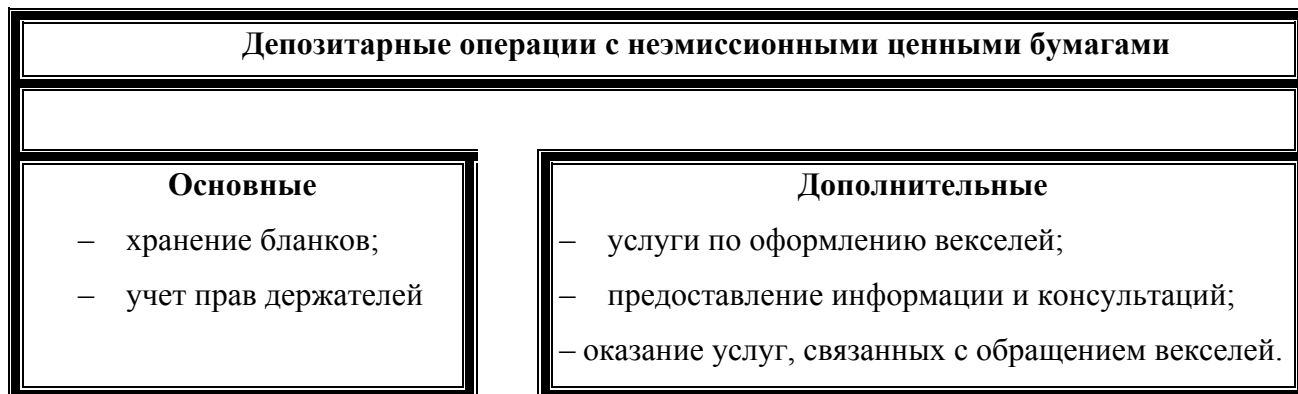 Депозитарные операции с неэмиссионными ценными бумагами
Основные
– хранение бланков;
– учет прав держателей
Дополнительные
– услуги по оформлению векселей;
– предоставление информации и консультаций;
– оказание услуг, связанных с обращением векселей.